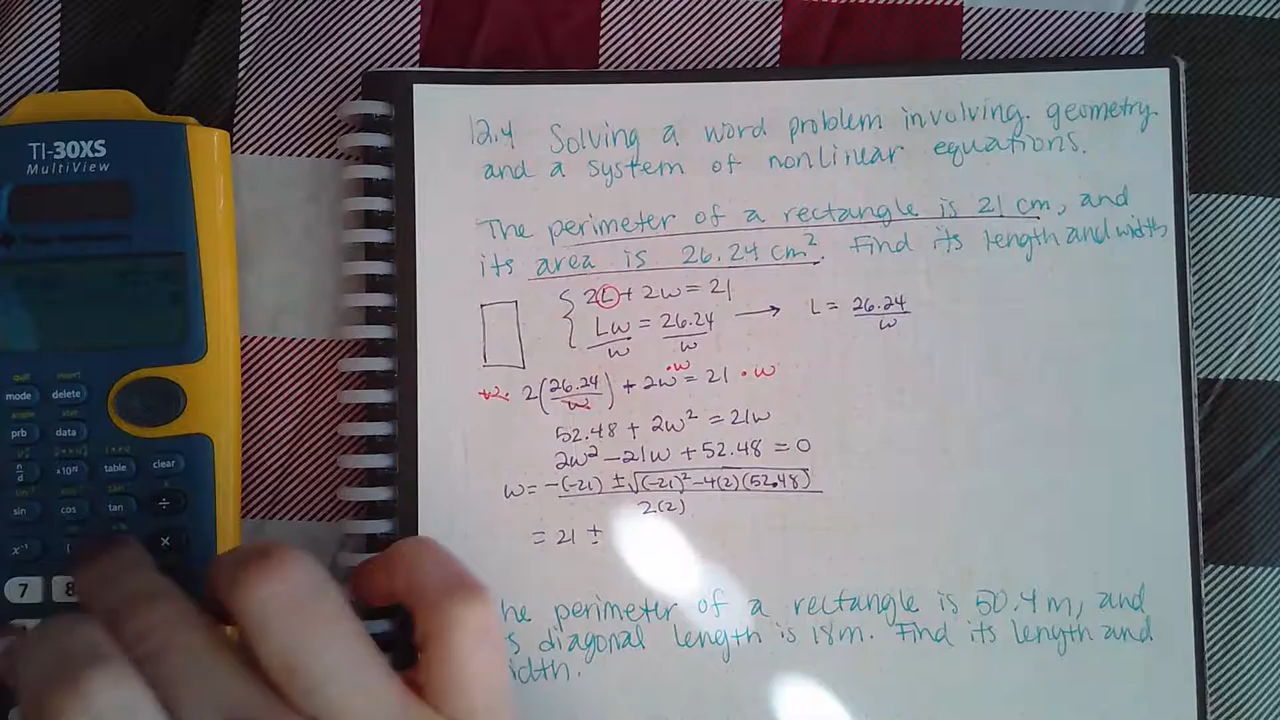 TI-30XS
MultiView
mode
delete
prb
data
table
clear
sin
cos
tan
7
8
12.4 Solving a word problem involving geometry
and a system of nonlinear equations.
The perimeter of a rectangle is 21 cm, and
its area is 26.24 cm². Find its length and width
2L + 2w = 21
Lw/w = 26.24/w → L = 26.24/w
w· 2(26.24/w) + 2w·w = 21·w
52.48 + 2w² = 21w
2w² - 21w + 52.48 = 0
w = -(-21) ± √(-21)² - 4(2)(52.48) / 2(2)
= 21 ±
he perimeter of a rectangle is 50.4 m, and
s diagonal length is 18m. Find its length and
idth.